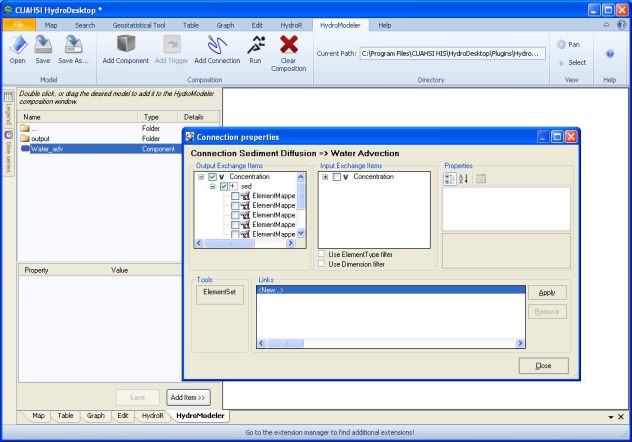 CUAHSI HydroDesktop *
File Map Search Geostatistical Tool Table Graph Edit HydroR HydroModeler Help
Open Save Save As... Add Component Add Trigger Add Connection Run Clear Composition Current Path: C:\Program Files\CUAHSI HIS\HydroDesktop\Plugins\Hydro... Pan Select Help
Model Composition Directory View Help
Legend
time series
Double click, or drag the desired model to add it to the HydroModeler composition window.
Name Type Details
... Folder
output Folder
Water_adv Component
Property Value
Save Add Item >>
Connection properties
Connection Sediment Diffusion => Water Advection
Output Exchange Items Input Exchange Items Properties
Concentration
sed
ElementMappe
ElementMappe
ElementMappe
ElementMappe
ElementMappe
Concentration
Use ElementType filter
Use Dimension filter
Tools
ElementSet
Links
<New...>
Apply
Remove
Close
Map Table Graph Edit HydroR HydroModeler
Go to the extension manager to find additional extensions!